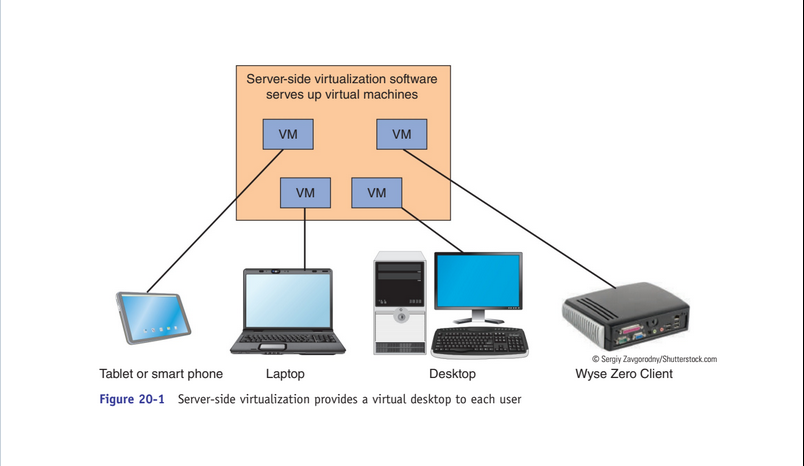 Server-side virtualization software
serves up virtual machines
VM
VM
VM
VM
© Sergiy Zavgorodny/Shutterstock.com
Tablet or smart phone
Laptop
Desktop
Wyse Zero Client
Figure 20-1 Server-side virtualization provides a virtual desktop to each user